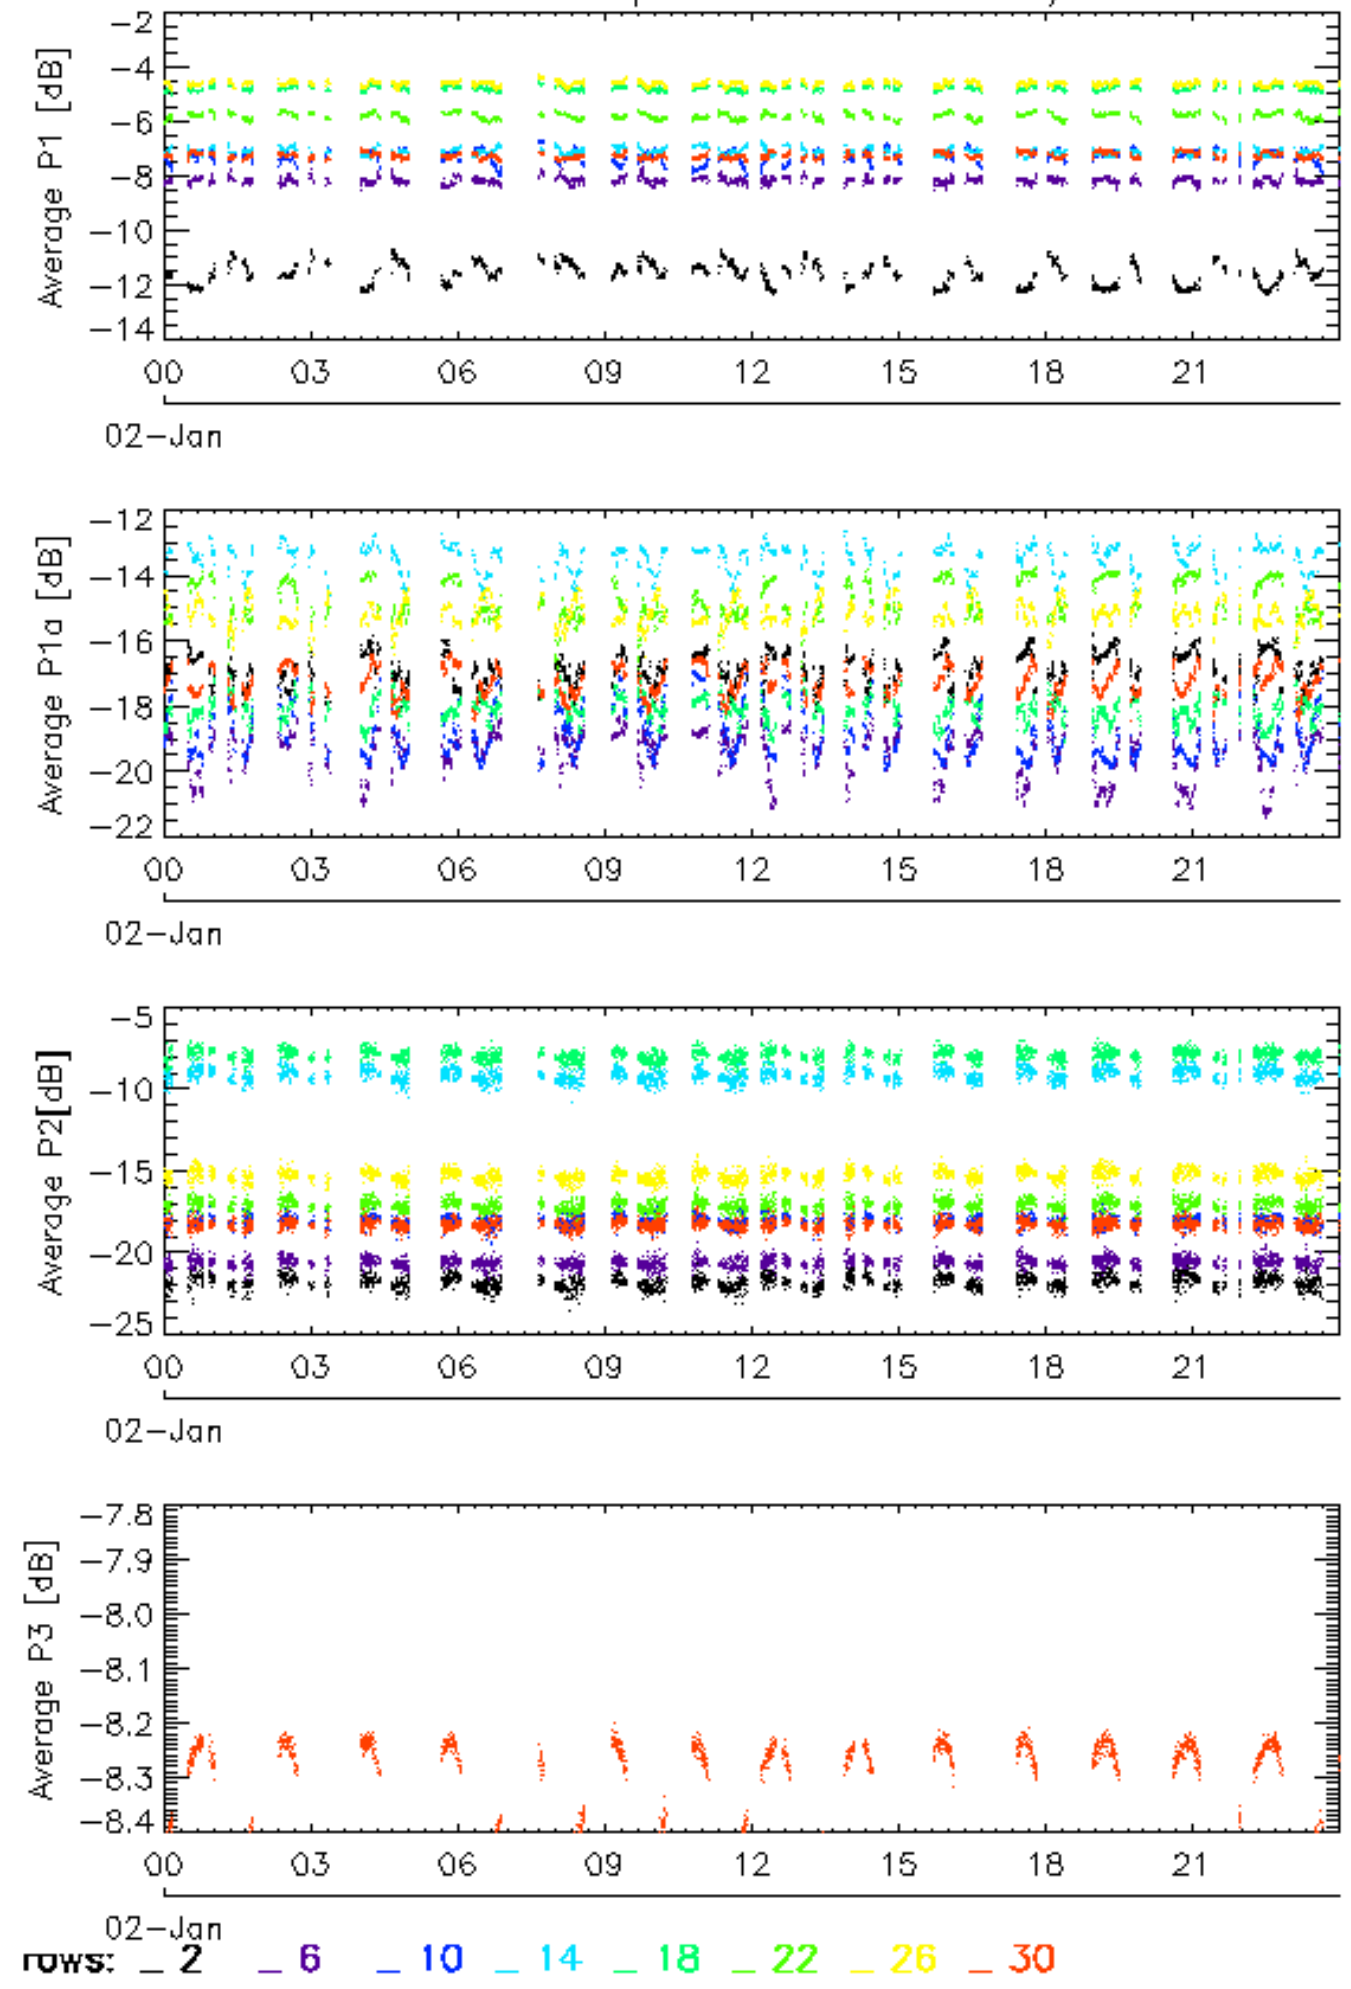 Average P1 [dB]
-2
-4
-6
-8
-10
-12
-14
00 03 06 09 12 15 18 21
02-Jan
Average P1a [dB]
-12
-14
-16
-18
-20
-22
00 03 06 09 12 15 18 21
02-Jan
Average P2[dB]
-5
-10
-15
-20
-25
00 03 06 09 12 15 18 21
02-Jan
Average P3 [dB]
-7.8
-7.9
-8.0
-8.1
-8.2
-8.3
-8.4
00 03 06 09 12 15 18 21
02-Jan
rows: _ 2 _ 6 _ 10 _ 14 _ 18 _ 22 _ 26 _ 30